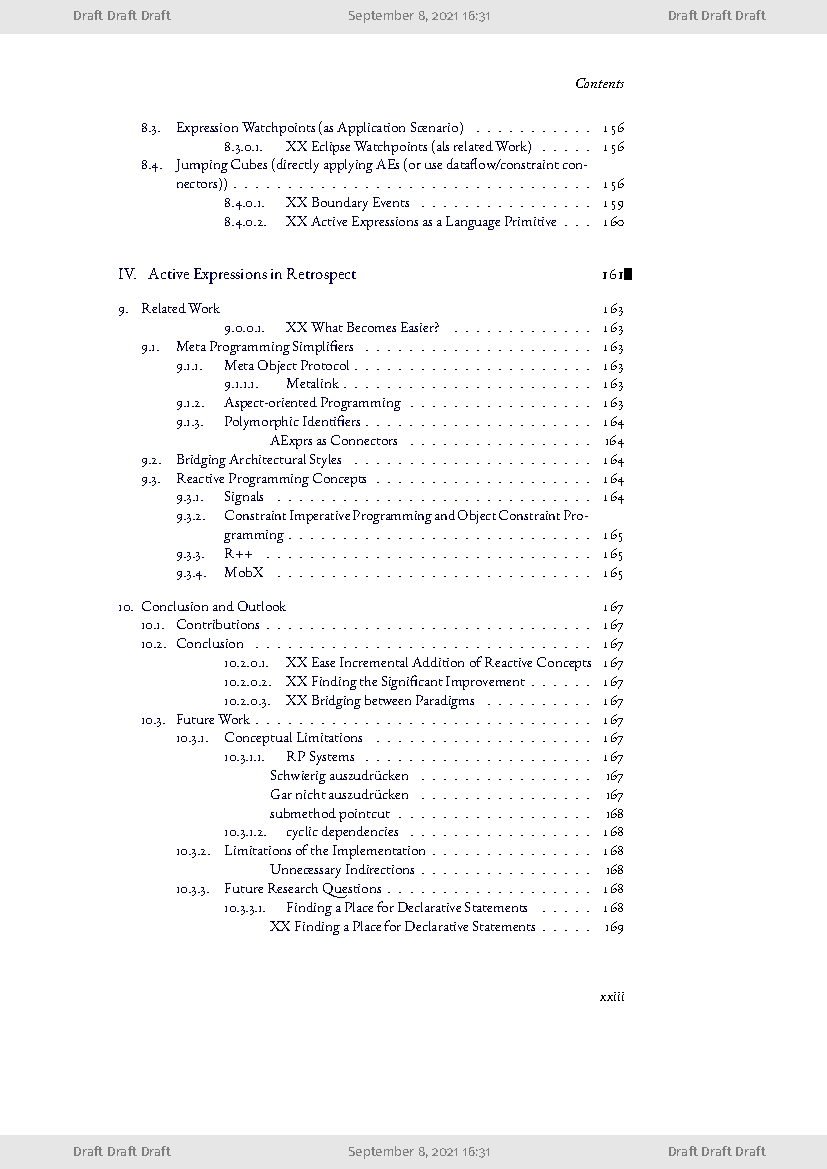 Draft Draft Draft September 8, 2021 16:31 Draft Draft Draft
Contents
8.3. Expression Watchpoints (as Application Scenario) . . . . . . . . . . . 156
8.3.0.1. XX Eclipse Watchpoints (als related Work) . . . . . 156
8.4. Jumping Cubes (directly applying AEs (or use dataflow/constraint con-
nectors)) . . . . . . . . . . . . . . . . . . . . . . . . . . . . . . . . . 156
8.4.0.1. XX Boundary Events . . . . . . . . . . . . . . . . 159
8.4.0.2. XX Active Expressions as a Language Primitive . . . 160
IV. Active Expressions in Retrospect 161
9. Related Work 163
9.0.0.1. XX What Becomes Easier? . . . . . . . . . . . . . 163
9.1. Meta Programming Simplifiers . . . . . . . . . . . . . . . . . . . . . 163
9.1.1. Meta Object Protocol . . . . . . . . . . . . . . . . . . . . . . 163
9.1.1.1. Metalink . . . . . . . . . . . . . . . . . . . . . . . 163
9.1.2. Aspect-oriented Programming . . . . . . . . . . . . . . . . . 163
9.1.3. Polymorphic Identifiers . . . . . . . . . . . . . . . . . . . . . 164
AExprs as Connectors . . . . . . . . . . . . . . . . . 164
9.2. Bridging Architectural Styles . . . . . . . . . . . . . . . . . . . . . . 164
9.3. Reactive Programming Concepts . . . . . . . . . . . . . . . . . . . . 164
9.3.1. Signals . . . . . . . . . . . . . . . . . . . . . . . . . . . . . 164
9.3.2. Constraint Imperative Programming and Object Constraint Pro-
gramming . . . . . . . . . . . . . . . . . . . . . . . . . . . . 165
9.3.3. R++ . . . . . . . . . . . . . . . . . . . . . . . . . . . . . . 165
9.3.4. MobX . . . . . . . . . . . . . . . . . . . . . . . . . . . . . 165
10. Conclusion and Outlook 167
10.1. Contributions . . . . . . . . . . . . . . . . . . . . . . . . . . . . . . 167
10.2. Conclusion . . . . . . . . . . . . . . . . . . . . . . . . . . . . . . . 167
10.2.0.1. XX Ease Incremental Addition of Reactive Concepts 167
10.2.0.2. XX Finding the Significant Improvement . . . . . . 167
10.2.0.3. XX Bridging between Paradigms . . . . . . . . . . 167
10.3. Future Work . . . . . . . . . . . . . . . . . . . . . . . . . . . . . . . 167
10.3.1. Conceptual Limitations . . . . . . . . . . . . . . . . . . . . 167
10.3.1.1. RP Systems . . . . . . . . . . . . . . . . . . . . . 167
Schwierig auszudrücken . . . . . . . . . . . . . . . . 167
Gar nicht auszudrücken . . . . . . . . . . . . . . . . 167
submethod pointcut . . . . . . . . . . . . . . . . . . 168
10.3.1.2. cyclic dependencies . . . . . . . . . . . . . . . . . 168
10.3.2. Limitations of the Implementation . . . . . . . . . . . . . . . 168
Unnecessary Indirections . . . . . . . . . . . . . . . . 168
10.3.3. Future Research Questions . . . . . . . . . . . . . . . . . . . 168
10.3.3.1. Finding a Place for Declarative Statements . . . . . 168
XX Finding a Place for Declarative Statements . . . . . 169
xxiii
Draft Draft Draft September 8, 2021 16:31 Draft Draft Draft